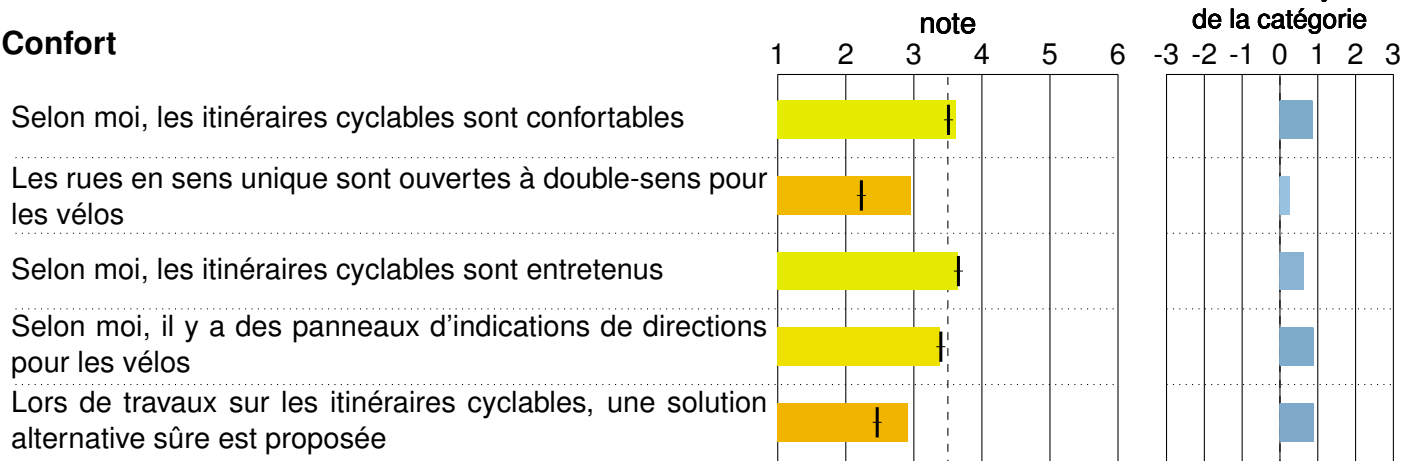 note
de la catégorie
Confort
1 2 3 4 5 6
-3 -2 -1 0 1 2 3
Selon moi, les itinéraires cyclables sont confortables
Les rues en sens unique sont ouvertes à double-sens pour
les vélos
Selon moi, les itinéraires cyclables sont entretenus
Selon moi, il y a des panneaux d'indications de directions
pour les vélos
Lors de travaux sur les itinéraires cyclables, une solution
alternative sûre est proposée